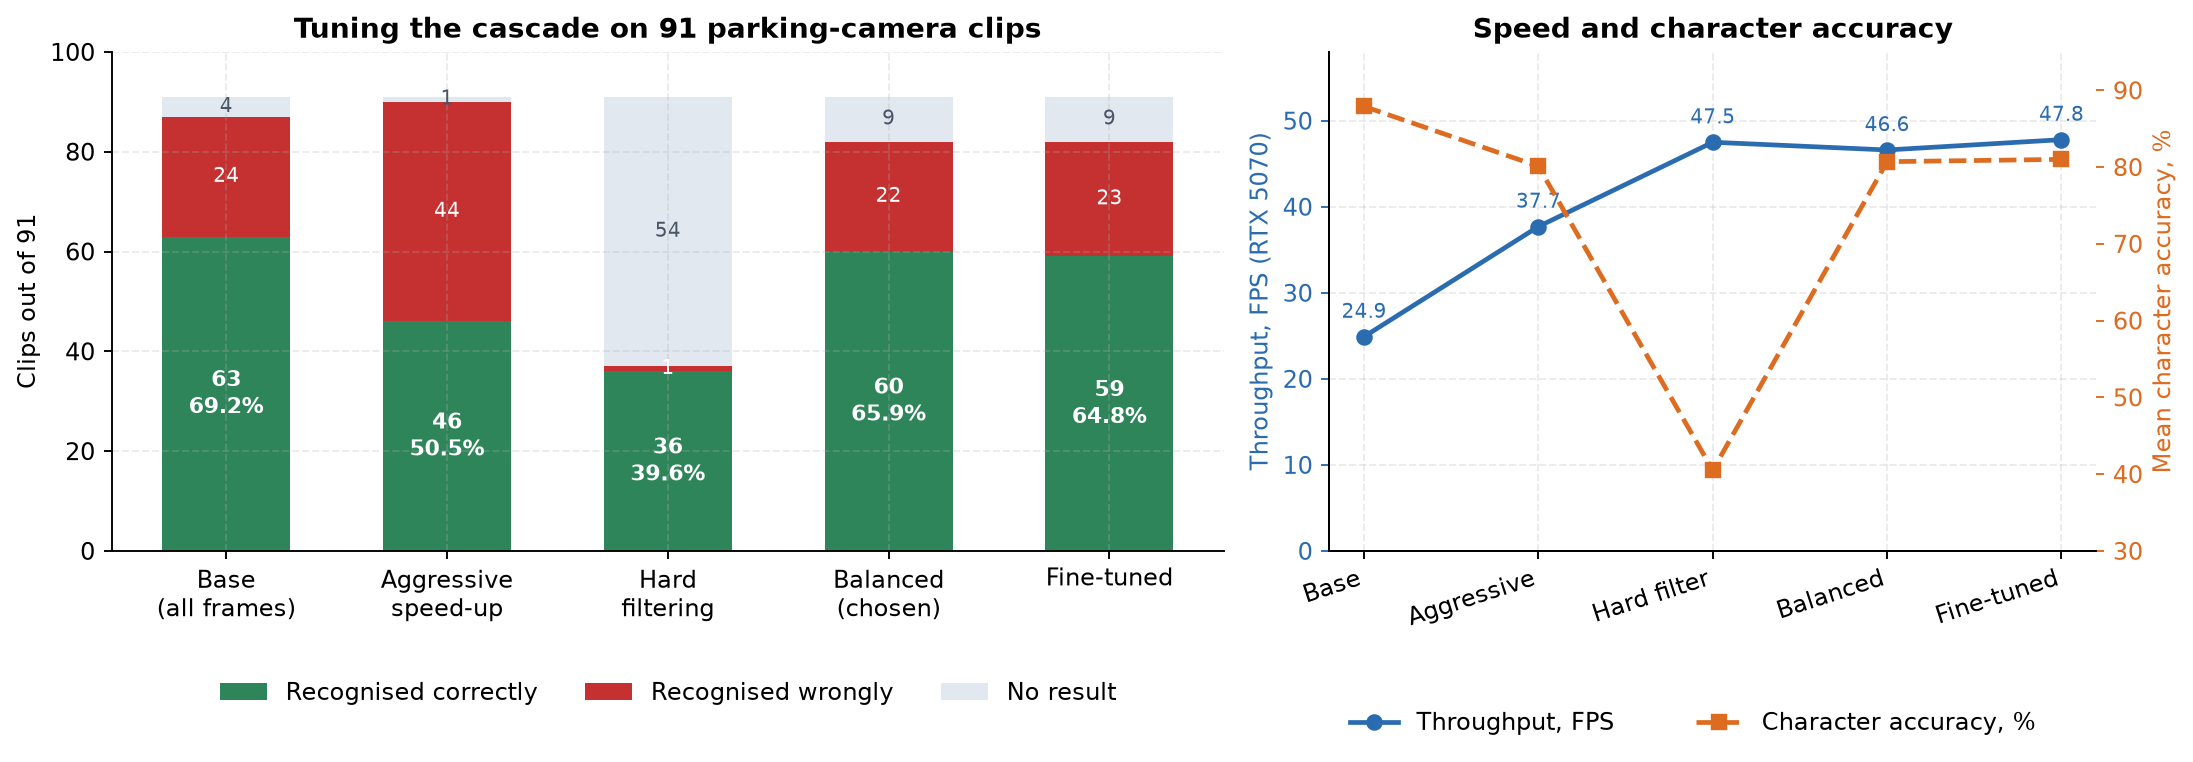 Tuning the cascade on 91 parking-camera clips
Clips out of 91
100
80
60
40
20
0
4
24
63
69.2%
1
44
46
50.5%
54
1
36
39.6%
9
22
60
65.9%
9
23
59
64.8%
Base
(all frames)
Aggressive
speed-up
Hard
filtering
Balanced
(chosen)
Fine-tuned
Recognised correctly
Recognised wrongly
No result
Speed and character accuracy
Throughput, FPS (RTX 5070)
50
40
30
20
10
0
24.9
37.7
47.5
46.6
47.8
90
80
70
60
50
40
30
Mean character accuracy, %
Base
Aggressive
Hard filter
Balanced
Fine-tuned
Throughput, FPS
Character accuracy, %